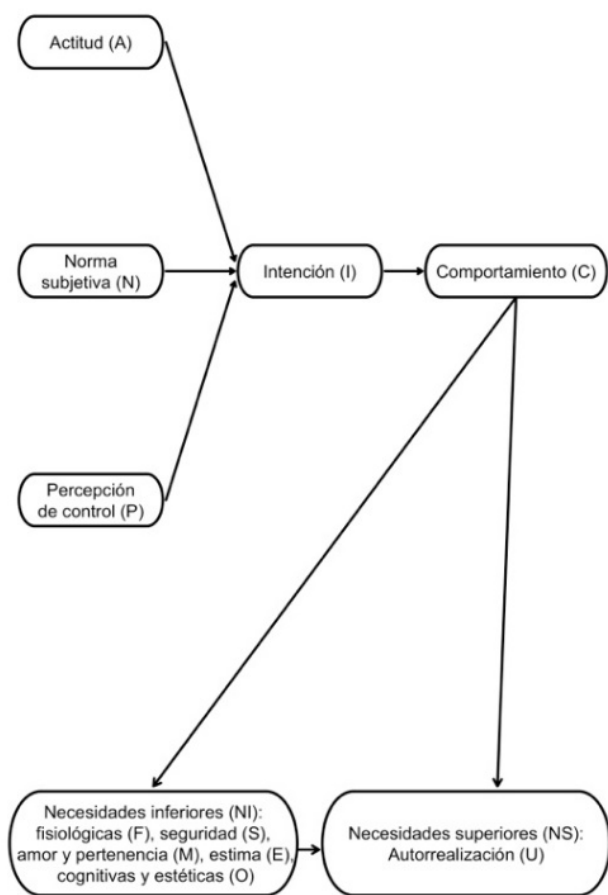 Actitud (A)
Norma
subjetiva (N)
Intención (I)
Comportamiento (C)
Percepción
de control (P)
Necesidades inferiores (NI):
fisiológicas (F), seguridad (S),
amor y pertenencia (M), estima (E),
cognitivas y estéticas (O)
Necesidades superiores (NS):
Autorrealización (U)